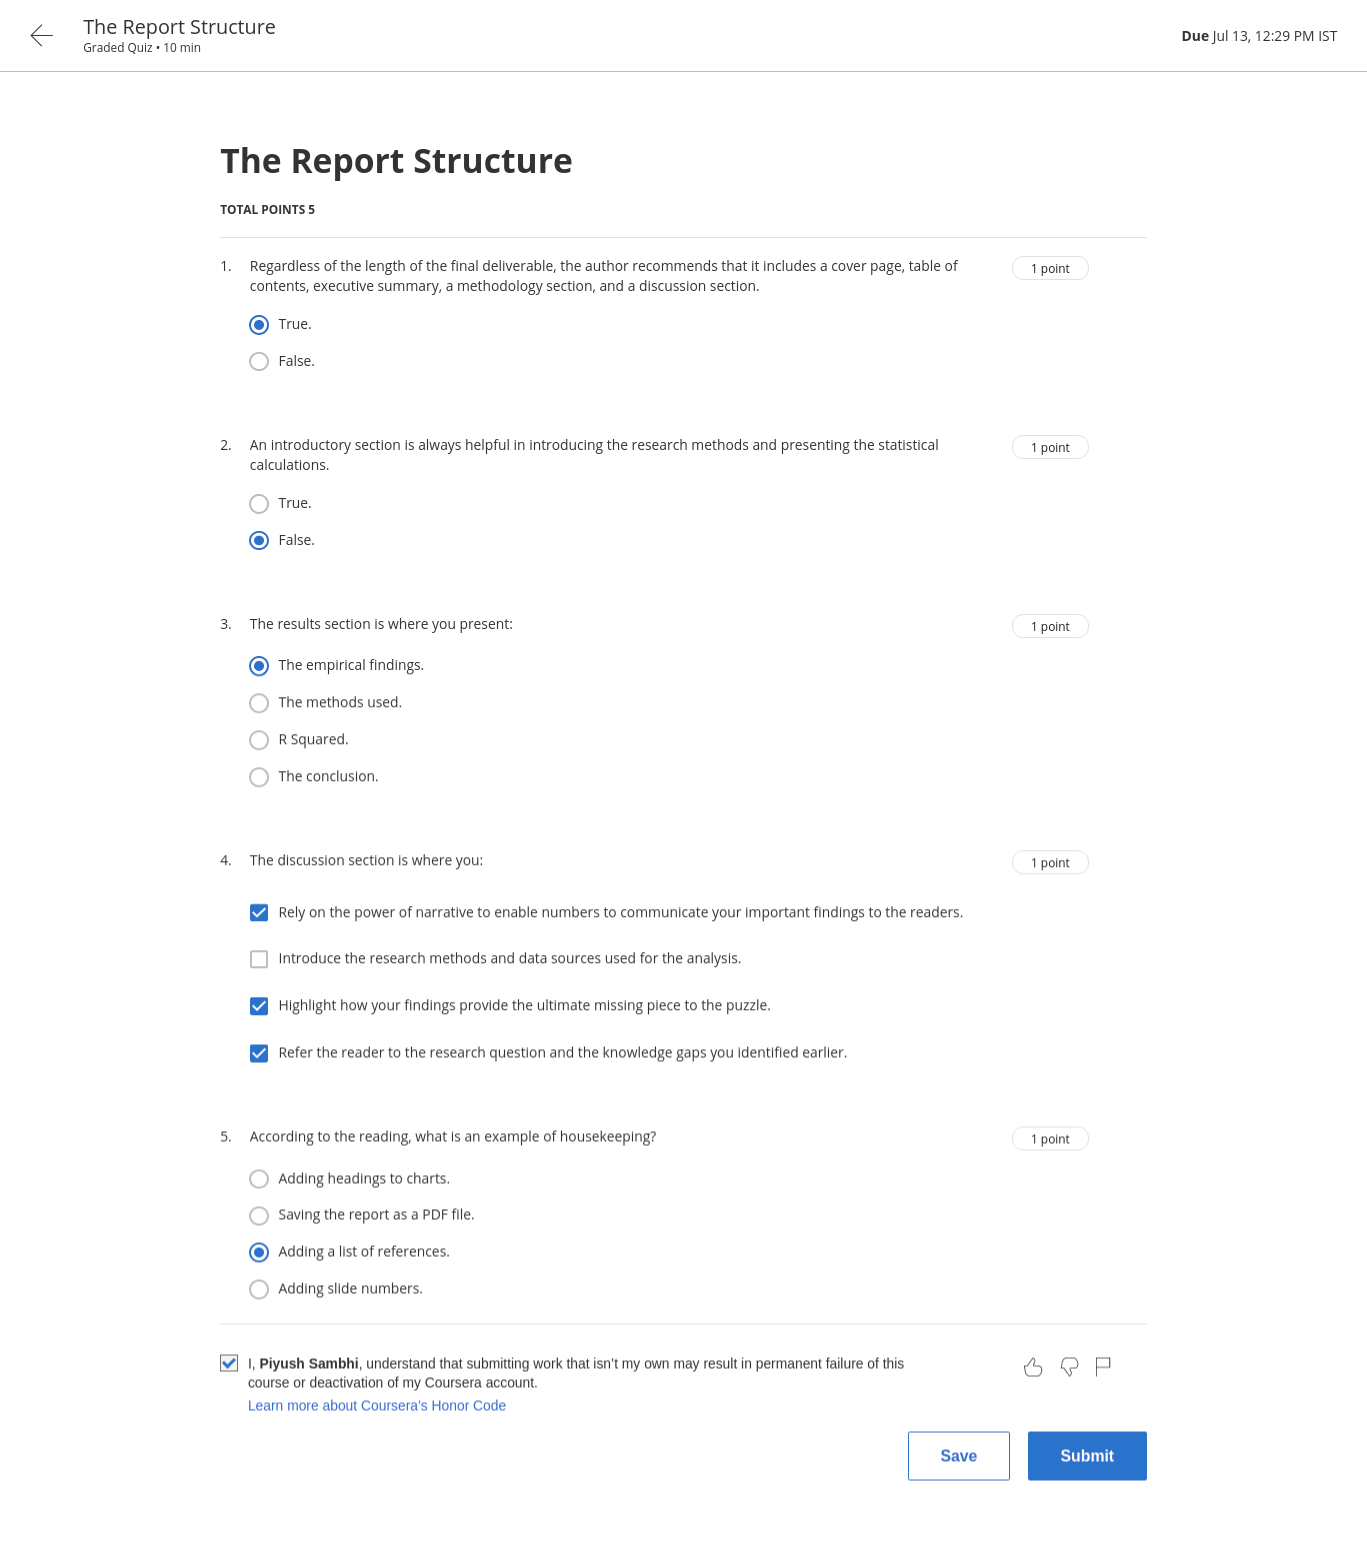 The Report Structure
Graded Quiz • 10 min
Due Jul 13, 12:29 PM IST
The Report Structure
TOTAL POINTS 5
1. Regardless of the length of the final deliverable, the author recommends that it includes a cover page, table of
contents, executive summary, a methodology section, and a discussion section.
1 point
True.
False.
2. An introductory section is always helpful in introducing the research methods and presenting the statistical
calculations.
1 point
True.
False.
3. The results section is where you present:
1 point
The empirical findings.
The methods used.
R Squared.
The conclusion.
4. The discussion section is where you:
1 point
Rely on the power of narrative to enable numbers to communicate your important findings to the readers.
Introduce the research methods and data sources used for the analysis.
Highlight how your findings provide the ultimate missing piece to the puzzle.
Refer the reader to the research question and the knowledge gaps you identified earlier.
5. According to the reading, what is an example of housekeeping?
1 point
Adding headings to charts.
Saving the report as a PDF file.
Adding a list of references.
Adding slide numbers.
I, Piyush Sambhi, understand that submitting work that isn't my own may result in permanent failure of this
course or deactivation of my Coursera account.
Learn more about Coursera's Honor Code
Save
Submit